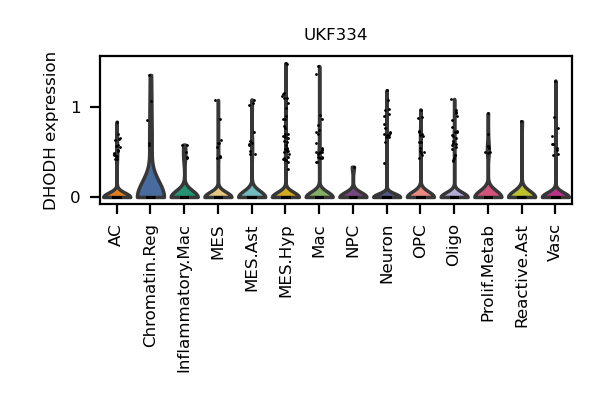 UKF334
DHODH expression
1
0
AC
Chromatin.Reg
Inflammatory.Mac
MES
MES.Ast
MES.Hyp
Mac
NPC
Neuron
OPC
Oligo
Prolif.Metab
Reactive.Ast
Vasc